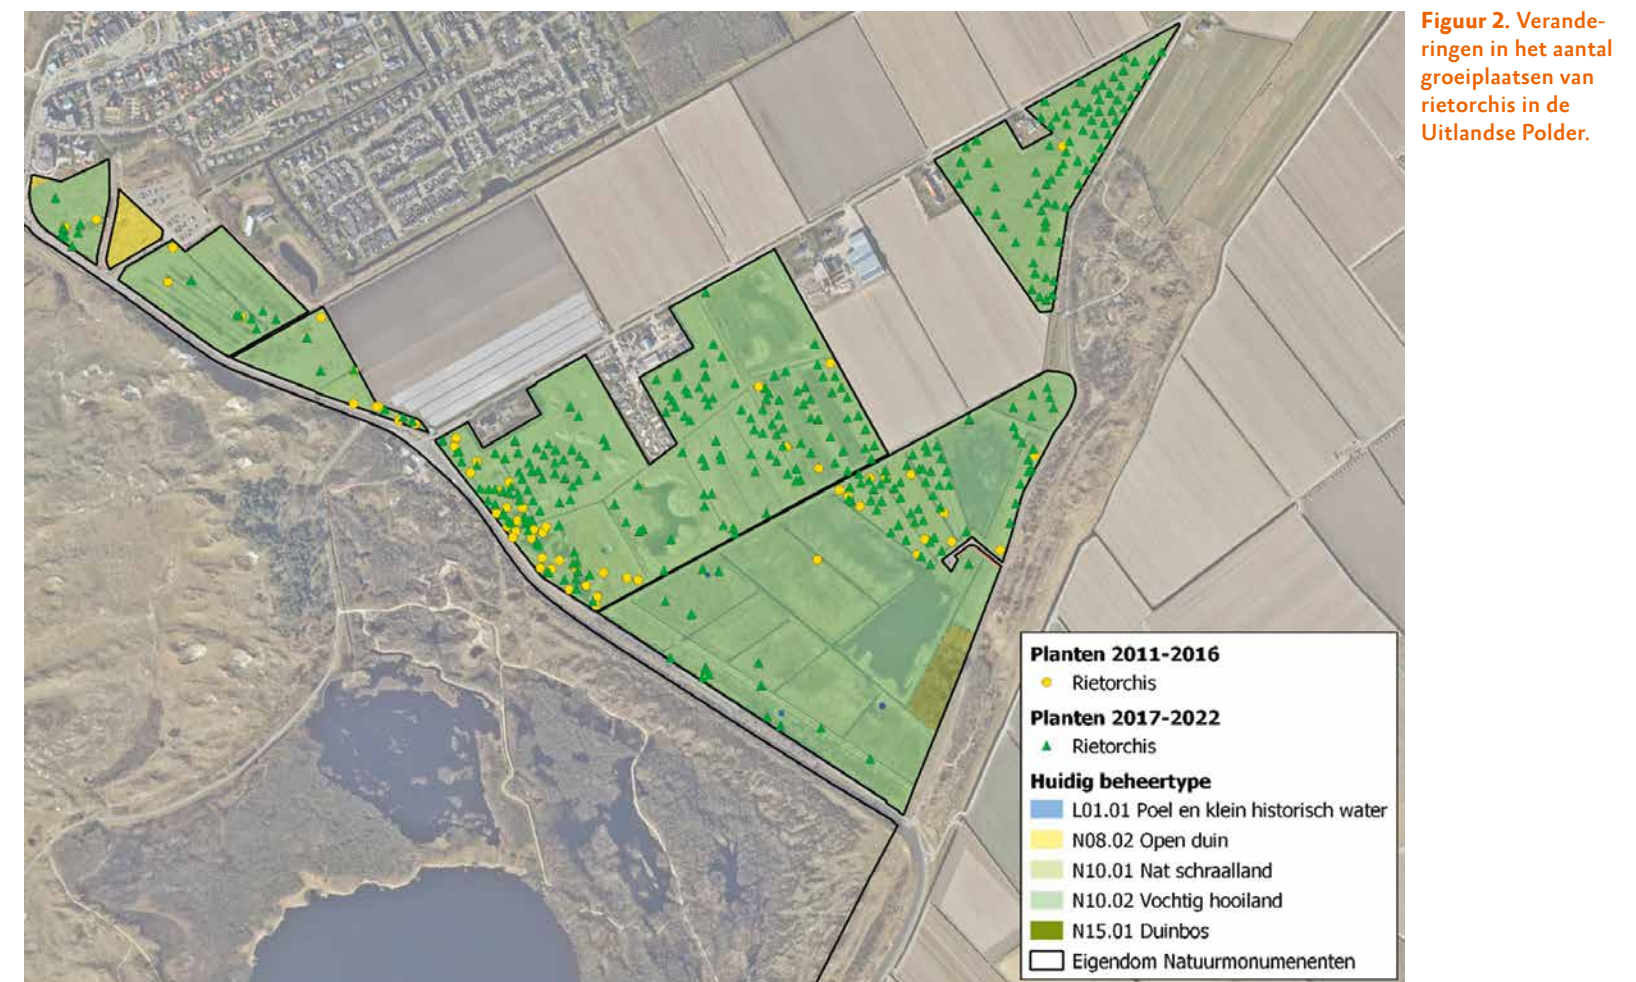 Figuur 2. Verande-
ringen in het aantal
groeiplaatsen van
rietorchis in de
Uitlandse Polder.
Planten 2011-2016
Rietorchis
Planten 2017-2022
Rietorchis
Huidig beheertype
L01.01 Poel en klein historisch water
N08.02 Open duin
N10.01 Nat schraalland
N10.02 Vochtig hooiland
N15.01 Duinbos
Eigendom Natuurmonumenenten